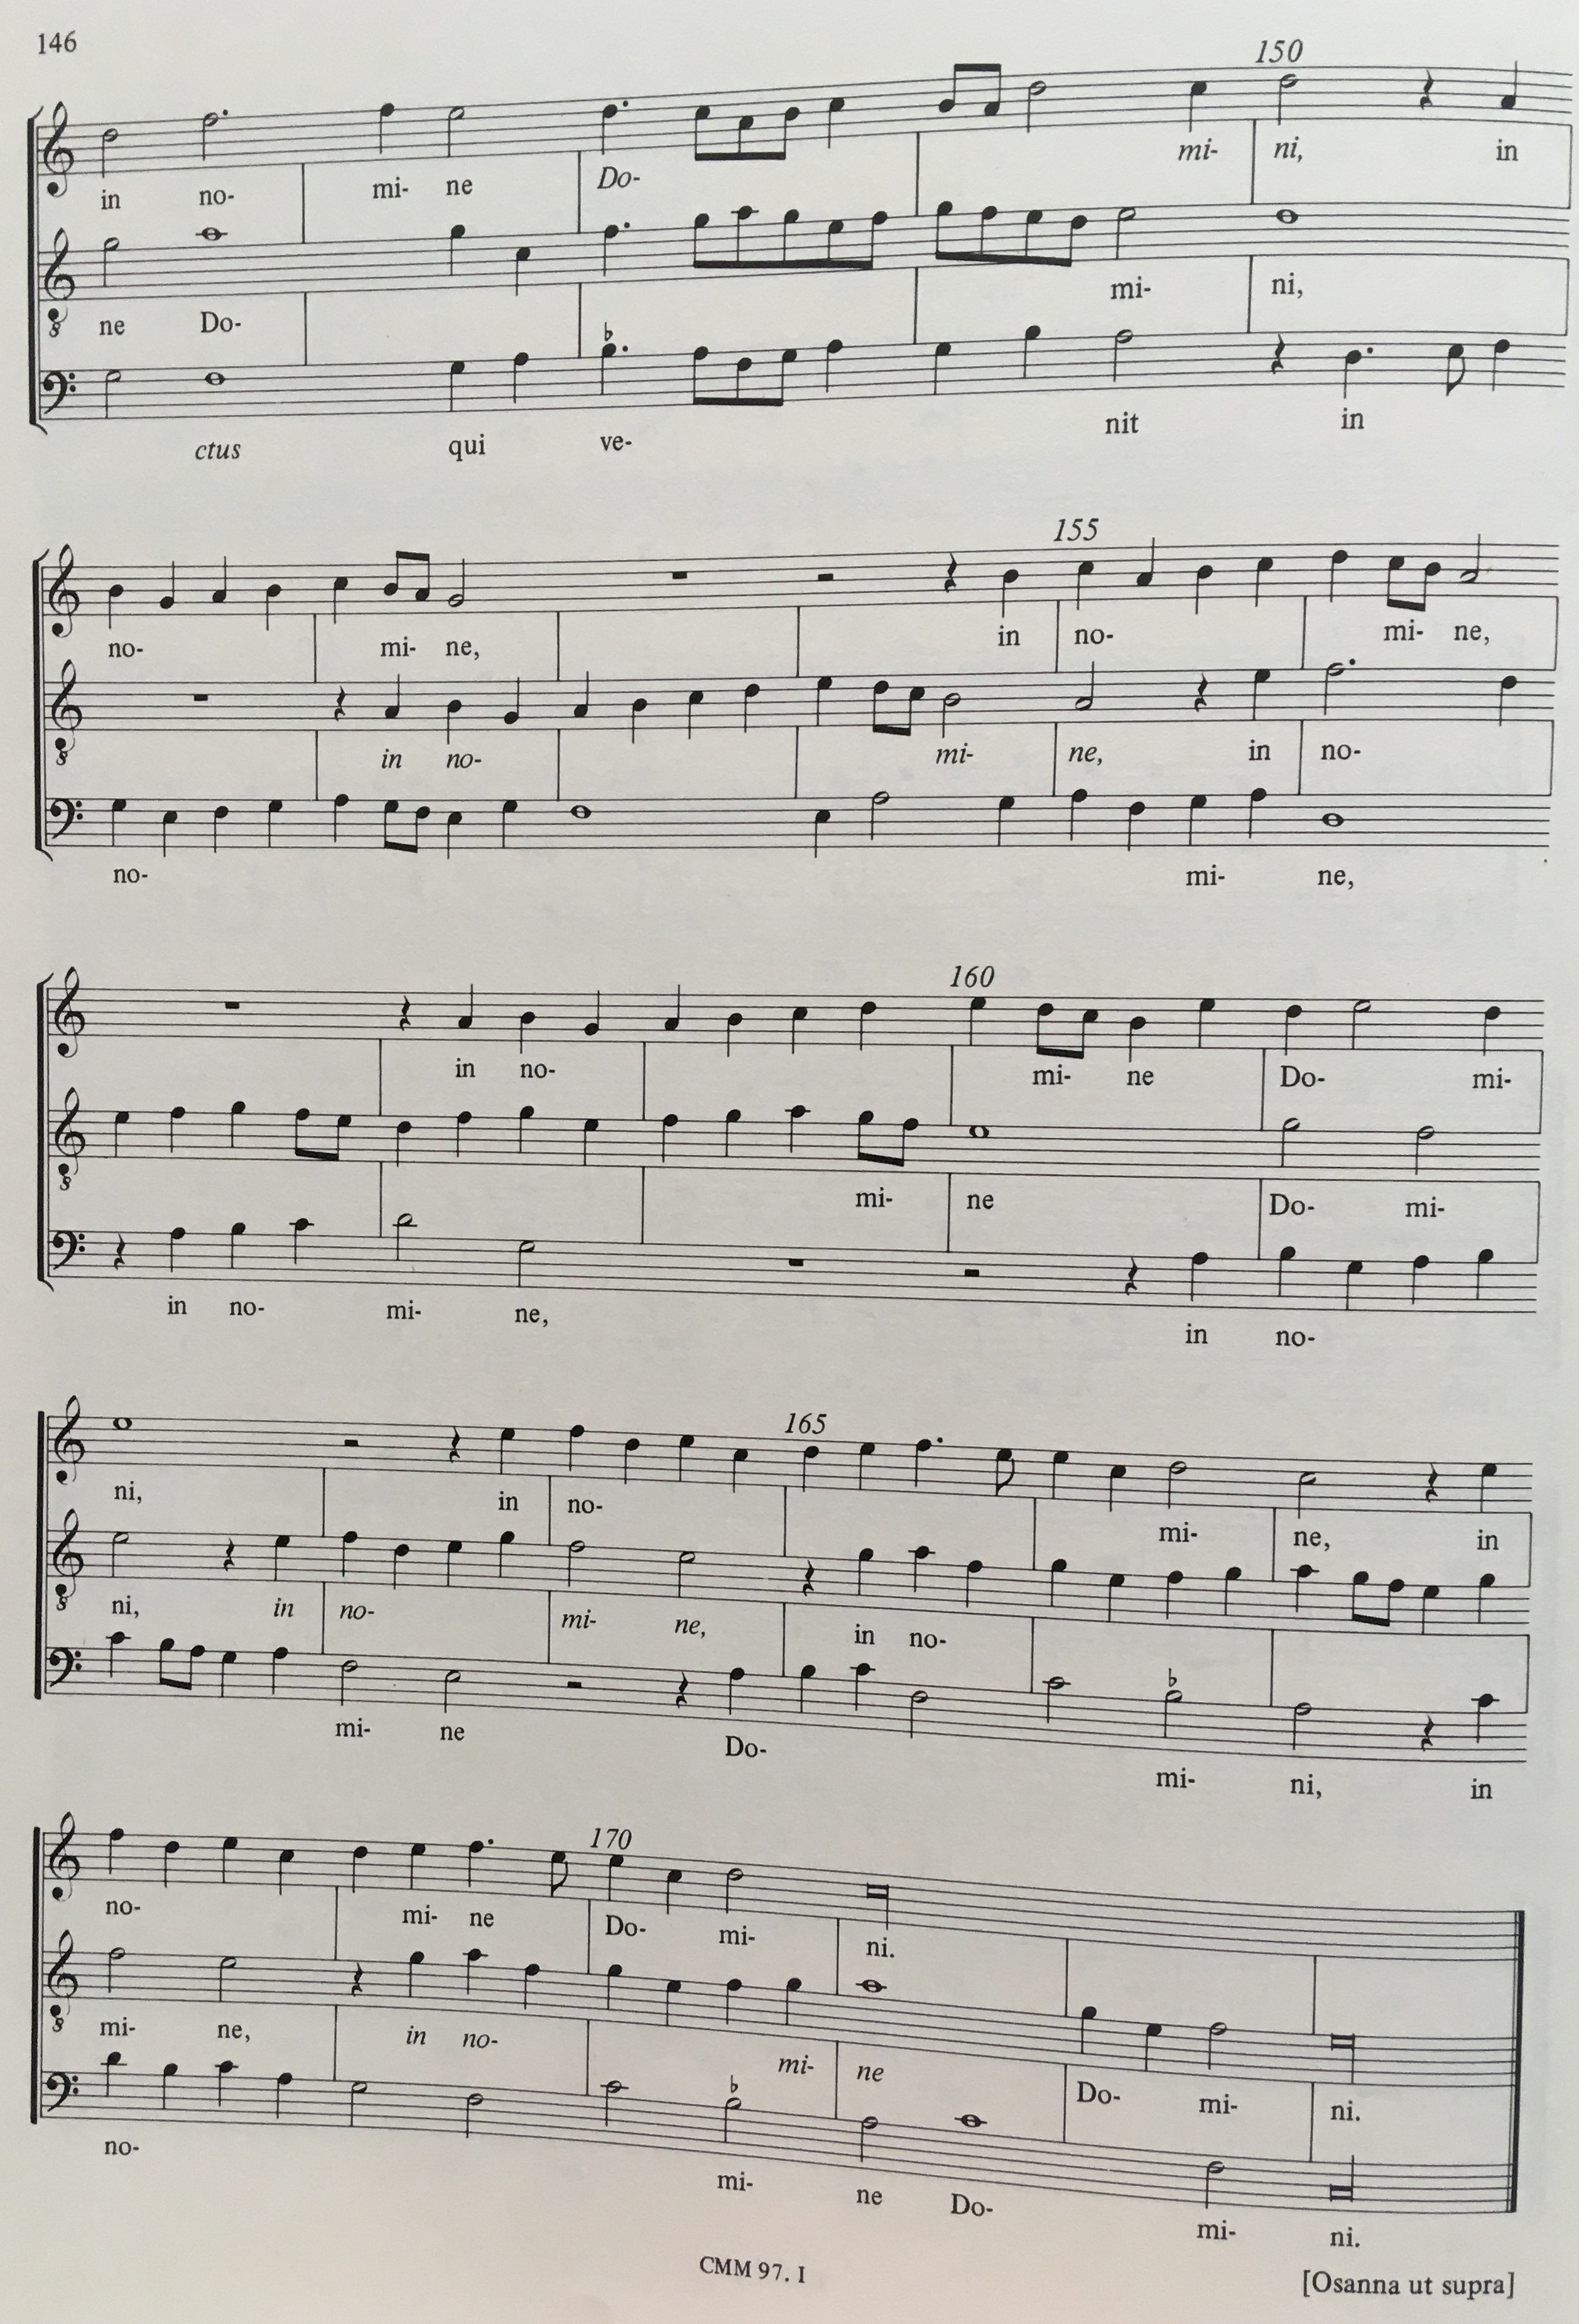 146
150
in no- mi- ne Do- mi- ni, in
ne Do- mi- ni,
ctus qui ve- nit in
155
no- mi- ne, in no- mi- ne,
in no- mi- ne, in no-
no- mi- ne,
160
in no- mi- ne Do- mi-
mi- ne Do- mi-
in no- mi- ne, in no-
165
ni, in no- mi- ne, in
ni, in no- mi- ne, in no-
mi- ne Do- mi- ni, in
170
no- mi- ne Do- mi- ni.
mi- ne, in no- mi- ne Do- mi- ni.
no- mi- ne Do- mi- ni.
CMM 97. I
[Osanna ut supra]